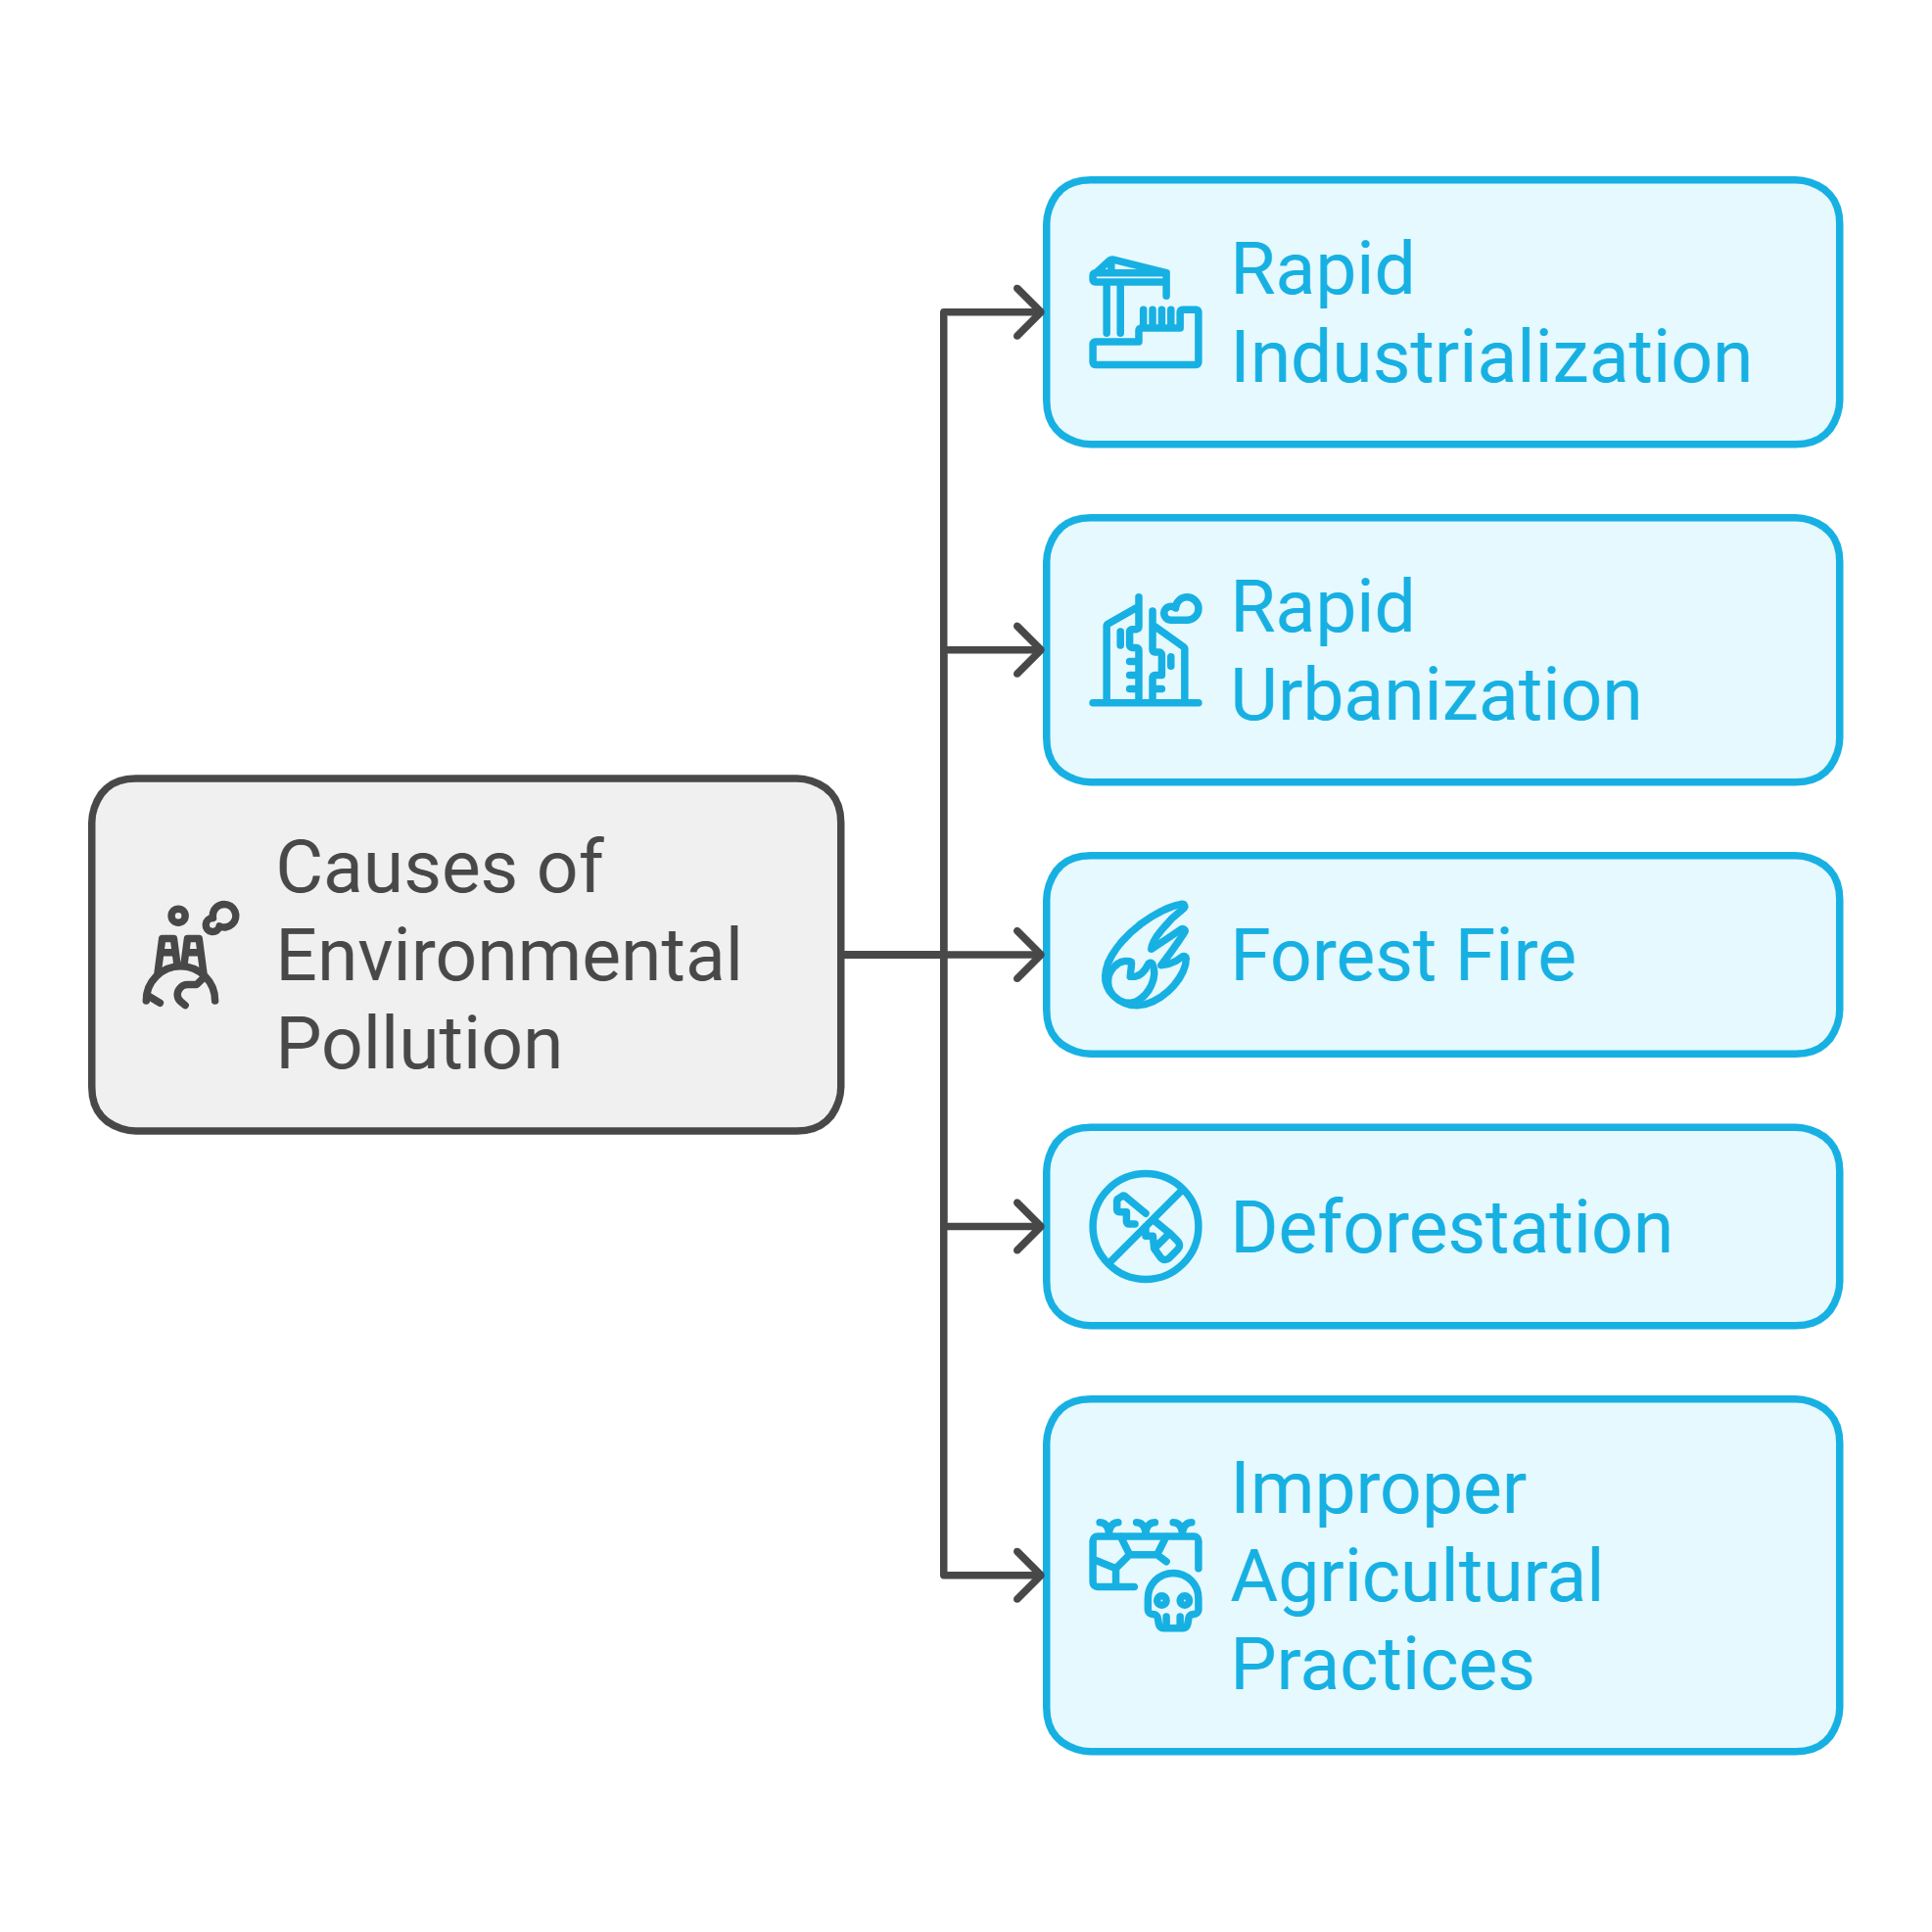 Causes of
Environmental
Pollution
Rapid
Industrialization
Rapid
Urbanization
Forest Fire
Deforestation
Improper
Agricultural
Practices